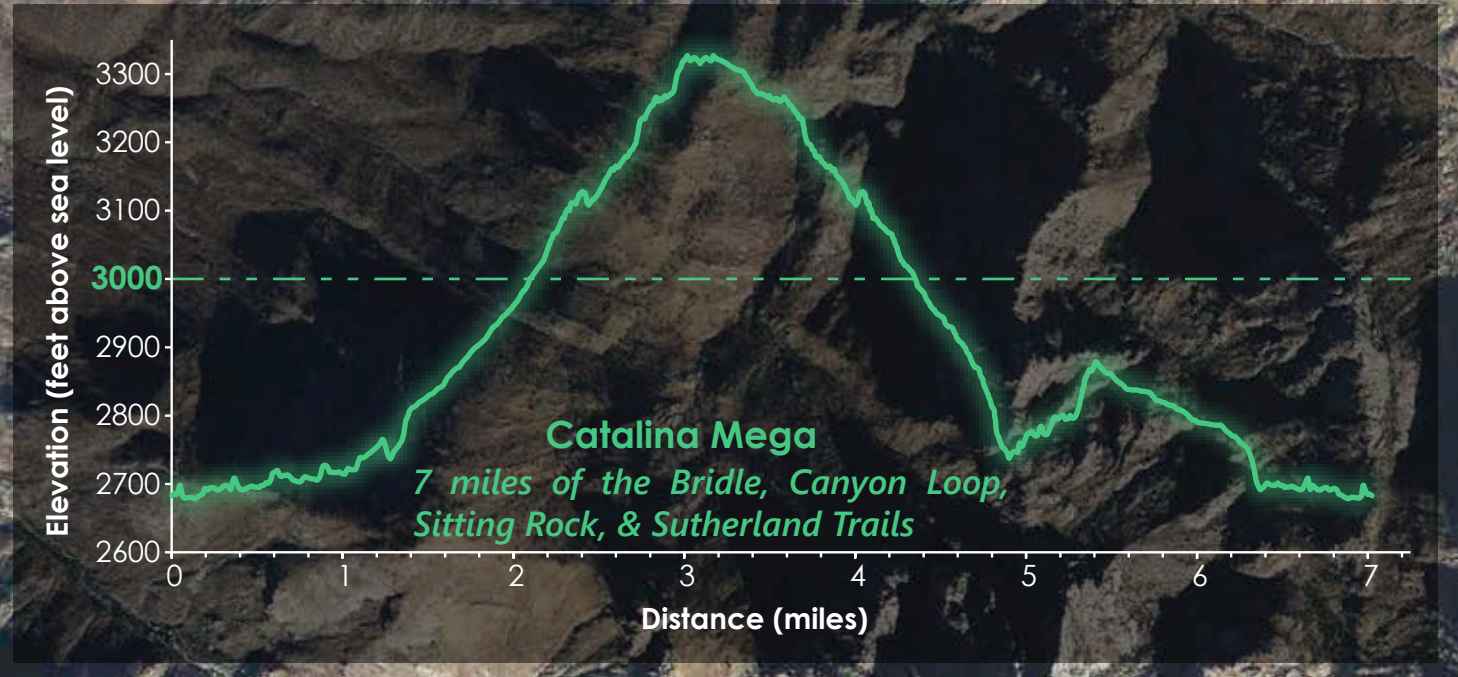 Elevation (feet above sea level)
3300
3200
3100
3000
2900
2800
2700
2600
Catalina Mega
7 miles of the Bridle, Canyon Loop,
Sitting Rock, & Sutherland Trails
0 1 2 3 4 5 6 7
Distance (miles)